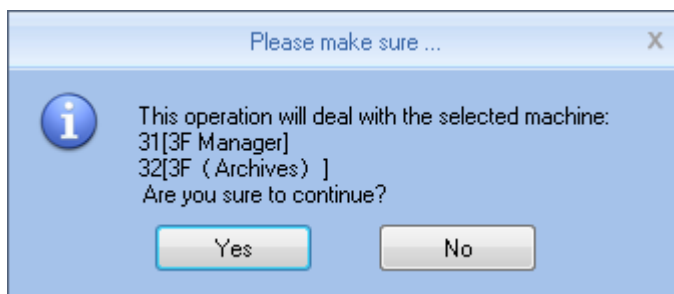 Please make sure ...
X
This operation will deal with the selected machine:
31[3F Manager]
32[3F（Archives）]
Are you sure to continue?
Yes
No